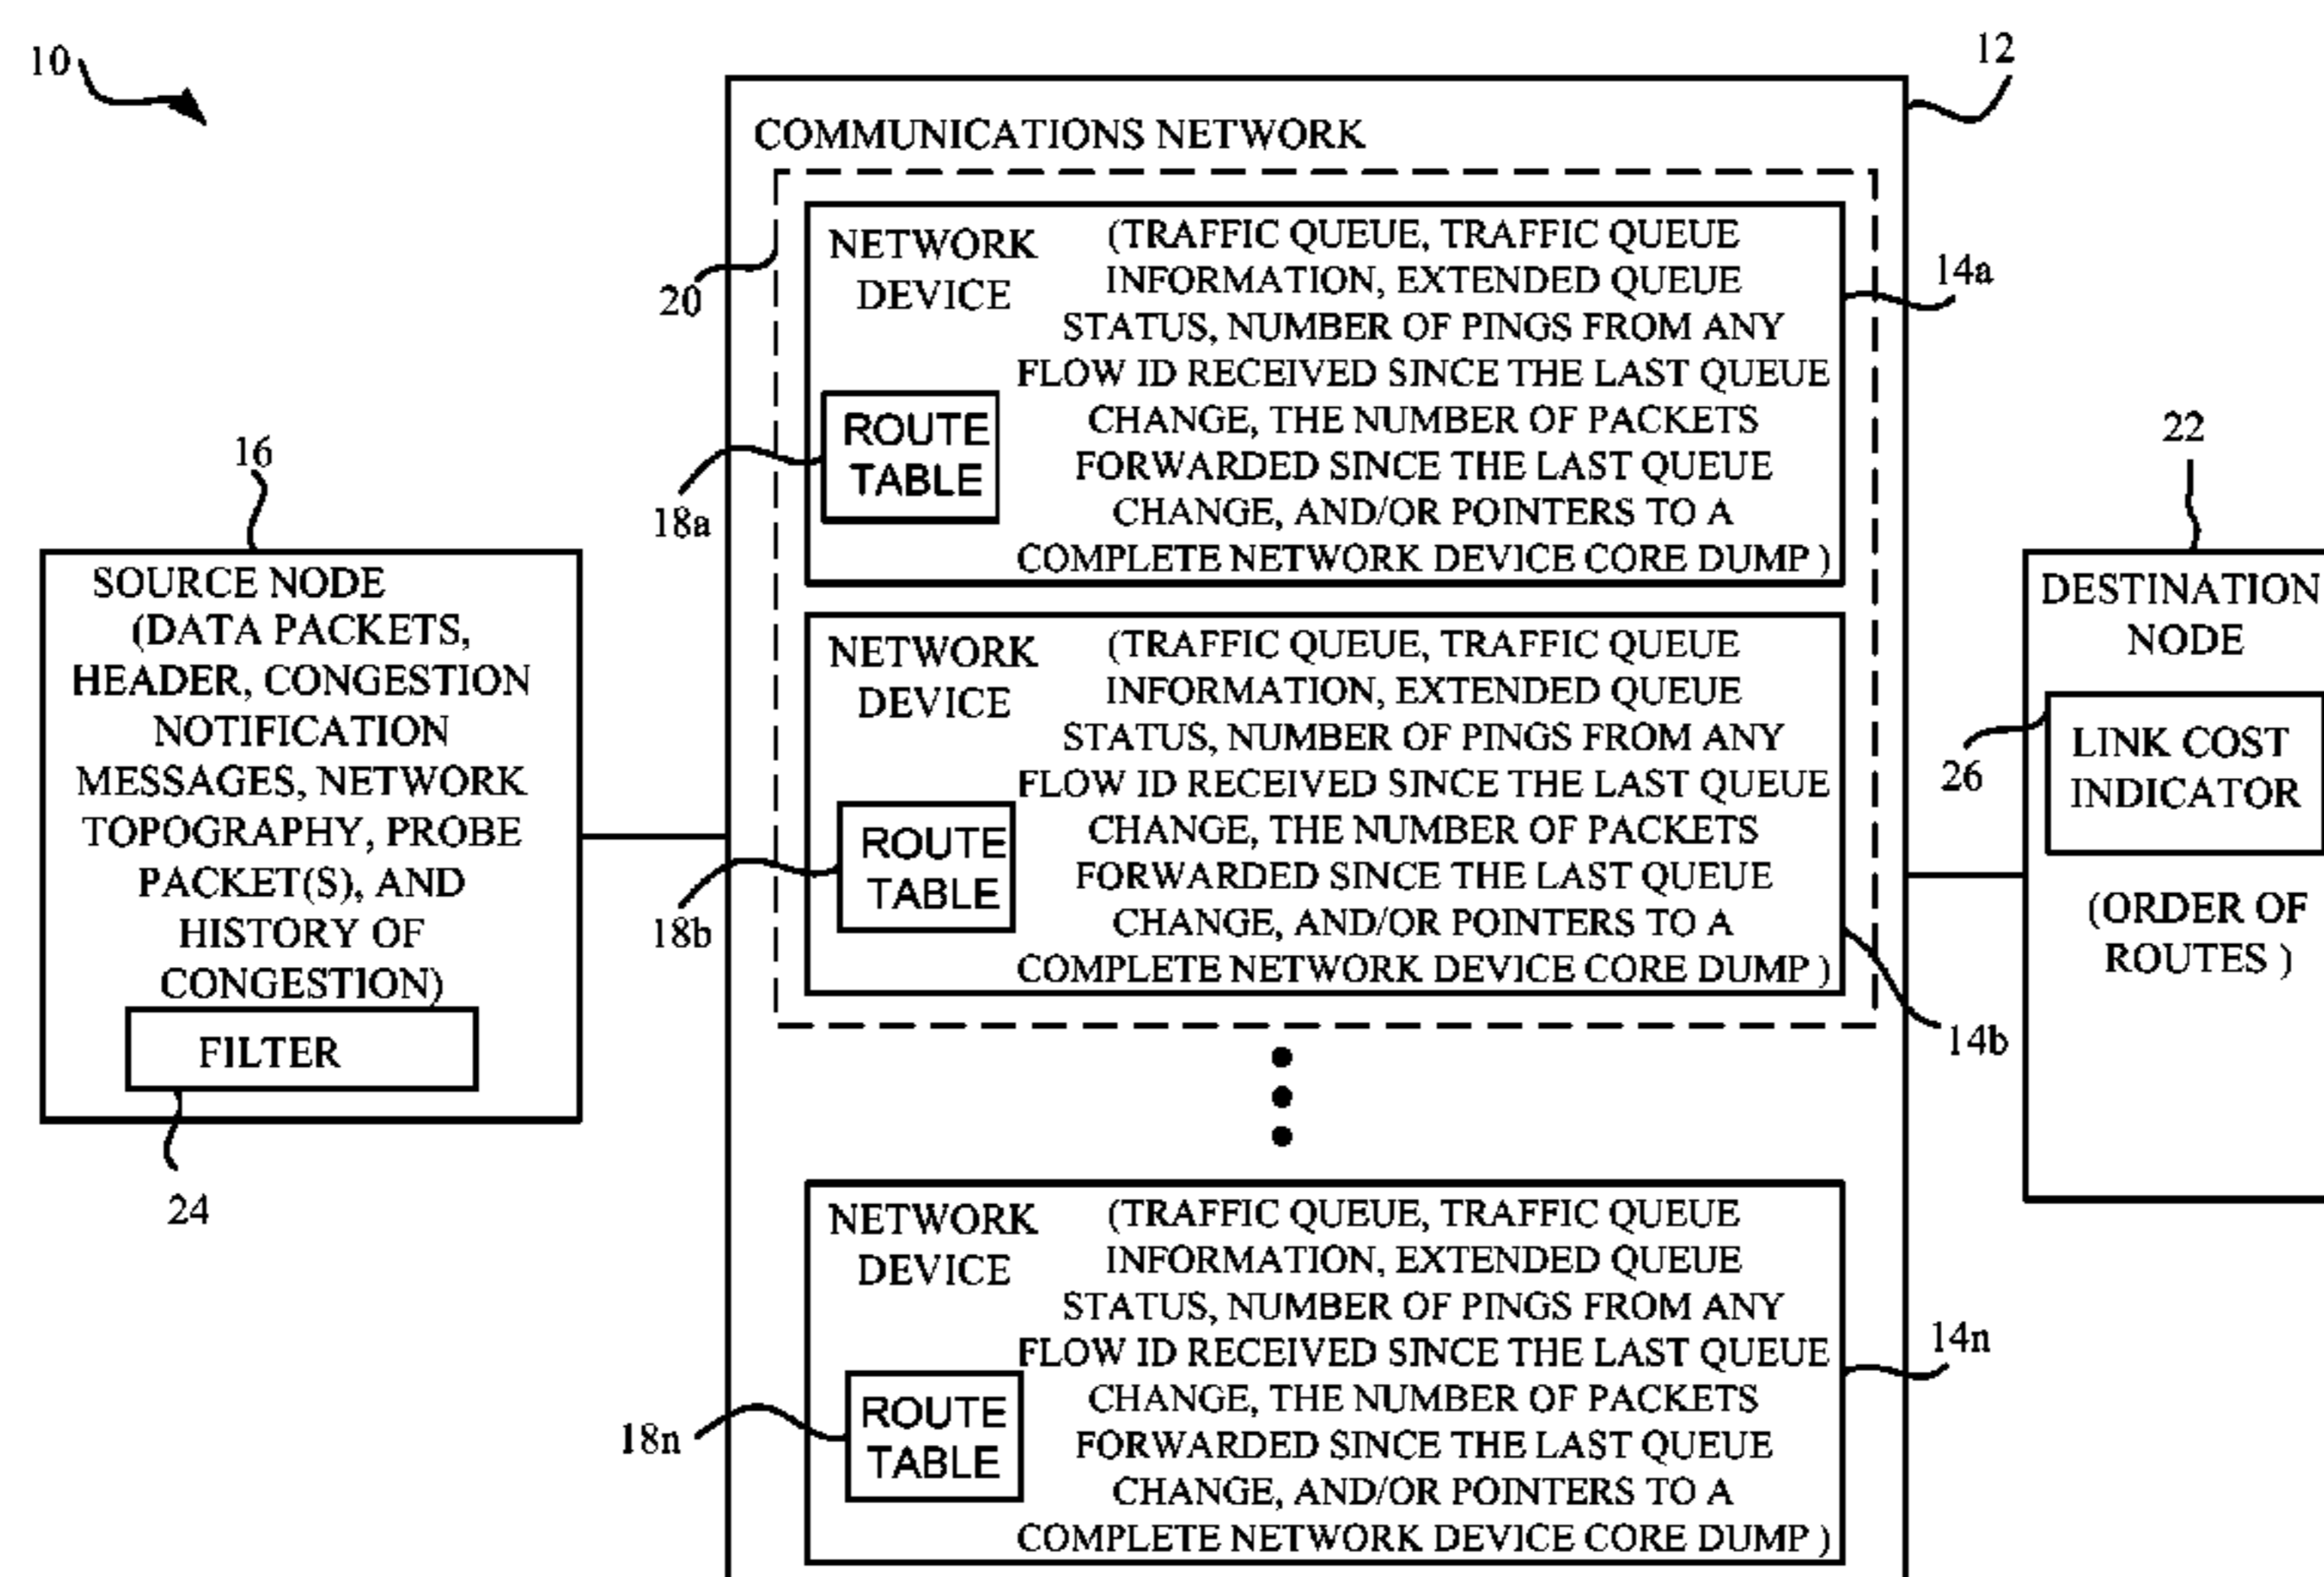 10
12
COMMUNICATIONS NETWORK
20
NETWORK
DEVICE
(TRAFFIC QUEUE, TRAFFIC QUEUE
INFORMATION, EXTENDED QUEUE
STATUS, NUMBER OF PINGS FROM ANY
FLOW ID RECEIVED SINCE THE LAST QUEUE
CHANGE, THE NUMBER OF PACKETS
FORWARDED SINCE THE LAST QUEUE
CHANGE, AND/OR POINTERS TO A
COMPLETE NETWORK DEVICE CORE DUMP )
14a
ROUTE
TABLE
18a
16
SOURCE NODE
(DATA PACKETS,
HEADER, CONGESTION
NOTIFICATION
MESSAGES, NETWORK
TOPOGRAPHY, PROBE
PACKET(S), AND
HISTORY OF
CONGESTION)
FILTER
24
NETWORK
DEVICE
(TRAFFIC QUEUE, TRAFFIC QUEUE
INFORMATION, EXTENDED QUEUE
STATUS, NUMBER OF PINGS FROM ANY
FLOW ID RECEIVED SINCE THE LAST QUEUE
CHANGE, THE NUMBER OF PACKETS
FORWARDED SINCE THE LAST QUEUE
CHANGE, AND/OR POINTERS TO A
COMPLETE NETWORK DEVICE CORE DUMP )
ROUTE
TABLE
18b
14b
22
DESTINATION
NODE
LINK COST
INDICATOR
26
(ORDER OF
ROUTES )
NETWORK
DEVICE
(TRAFFIC QUEUE, TRAFFIC QUEUE
INFORMATION, EXTENDED QUEUE
STATUS, NUMBER OF PINGS FROM ANY
FLOW ID RECEIVED SINCE THE LAST QUEUE
CHANGE, THE NUMBER OF PACKETS
FORWARDED SINCE THE LAST QUEUE
CHANGE, AND/OR POINTERS TO A
COMPLETE NETWORK DEVICE CORE DUMP )
14n
ROUTE
TABLE
18n